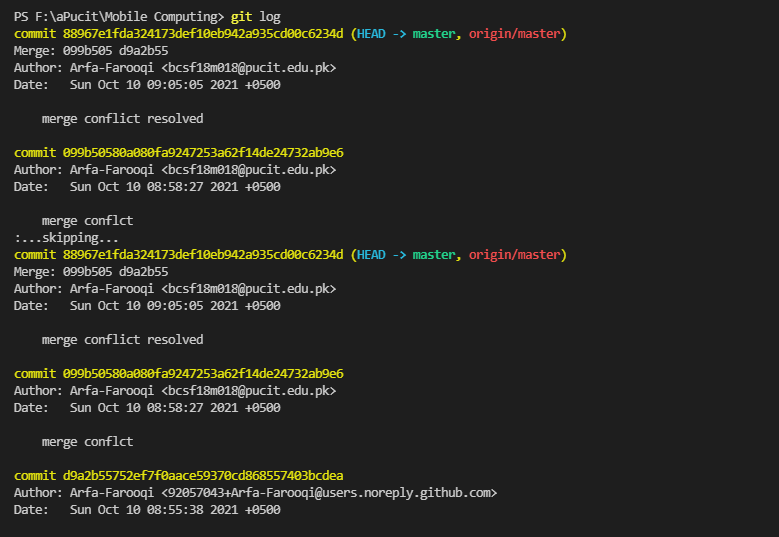 PS F:\aPucit\Mobile Computing> git log
commit 88967e1fda324173def10eb942a935cd00c6234d (HEAD -> master, origin/master)
Merge: 099b505 d9a2b55
Author: Arfa-Farooqi <bcsf18m018@pucit.edu.pk>
Date:   Sun Oct 10 09:05:05 2021 +0500
    merge conflict resolved
commit 099b50580a080fa9247253a62f14de24732ab9e6
Author: Arfa-Farooqi <bcsf18m018@pucit.edu.pk>
Date:   Sun Oct 10 08:58:27 2021 +0500
    merge conflct
:...skipping...
commit 88967e1fda324173def10eb942a935cd00c6234d (HEAD -> master, origin/master)
Merge: 099b505 d9a2b55
Author: Arfa-Farooqi <bcsf18m018@pucit.edu.pk>
Date:   Sun Oct 10 09:05:05 2021 +0500
    merge conflict resolved
commit 099b50580a080fa9247253a62f14de24732ab9e6
Author: Arfa-Farooqi <bcsf18m018@pucit.edu.pk>
Date:   Sun Oct 10 08:58:27 2021 +0500
    merge conflct
commit d9a2b55752ef7f0aace59370cd868557403bcdea
Author: Arfa-Farooqi <92057043+Arfa-Farooqi@users.noreply.github.com>
Date:   Sun Oct 10 08:55:38 2021 +0500